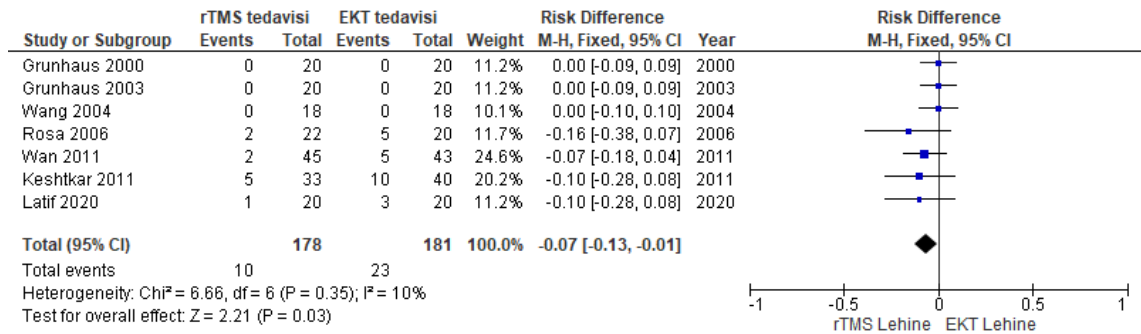 rTMS tedavisi EKT tedavisi Risk Difference Risk Difference
Study or Subgroup Events Total Events Total Weight M-H, Fixed, 95% CI Year M-H, Fixed, 95% CI
Grunhaus 2000 0 20 0 20 11.2% 0.00 [-0.09, 0.09] 2000
Grunhaus 2003 0 20 0 20 11.2% 0.00 [-0.09, 0.09] 2003
Wang 2004 0 18 0 18 10.1% 0.00 [-0.10, 0.10] 2004
Rosa 2006 2 22 5 20 11.7% -0.16 [-0.38, 0.07] 2006
Wan 2011 2 45 5 43 24.6% -0.07 [-0.18, 0.04] 2011
Keshtkar 2011 5 33 10 40 20.2% -0.10 [-0.28, 0.08] 2011
Latif 2020 1 20 3 20 11.2% -0.10 [-0.28, 0.08] 2020
Total (95% CI) 178 181 100.0% -0.07 [-0.13, -0.01]
Total events 10 23
Heterogeneity: Chi² = 6.66, df = 6 (P = 0.35); I² = 10%
Test for overall effect: Z = 2.21 (P = 0.03)
-1 -0.5 0 0.5 1
rTMS Lehine EKT Lehine